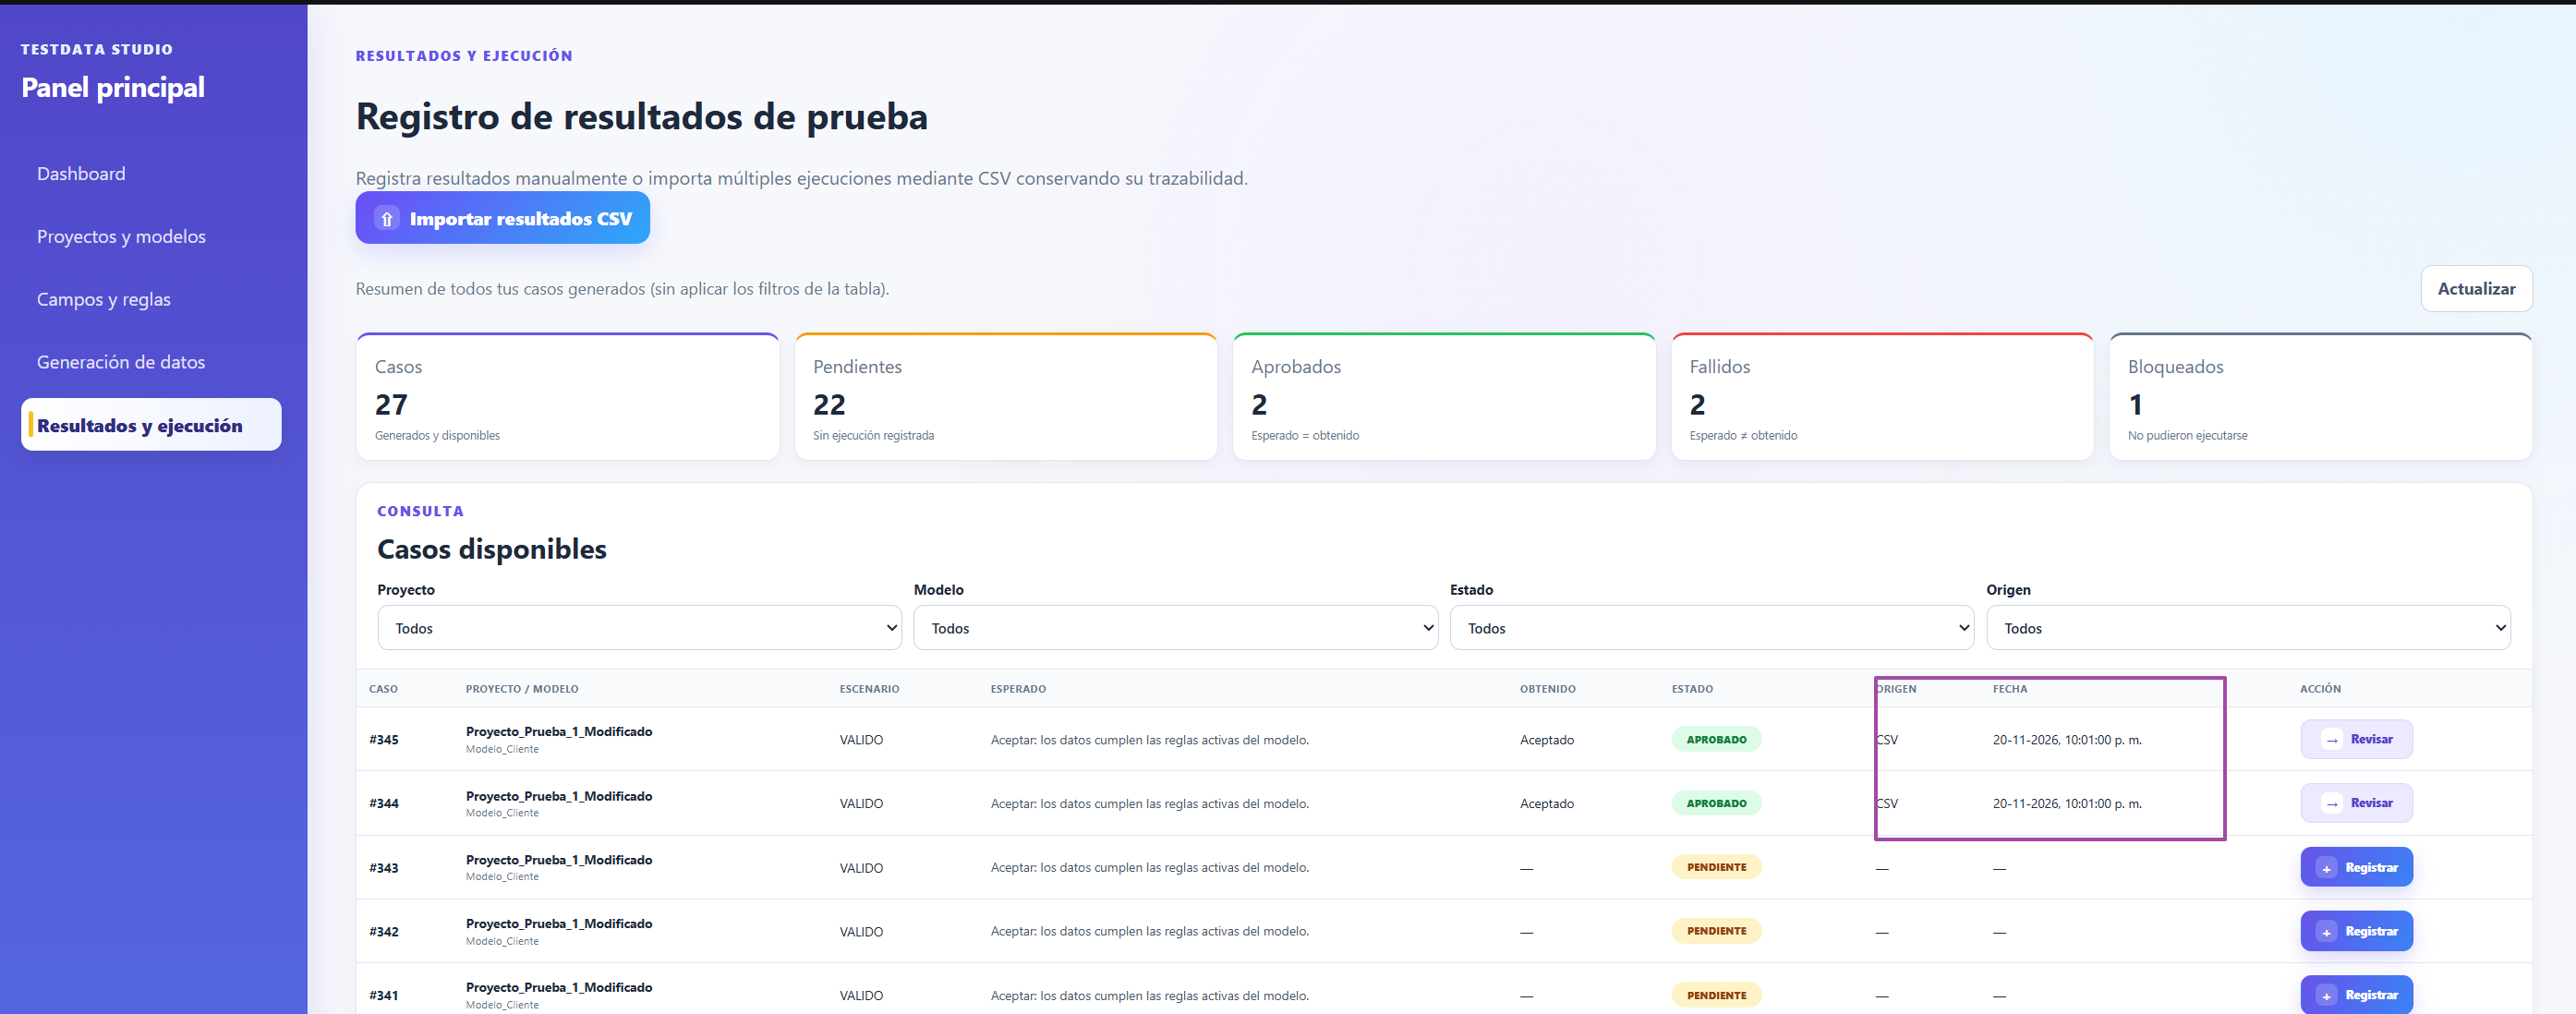 TESTDATA STUDIO
Panel principal
Dashboard
Proyectos y modelos
Campos y reglas
Generación de datos
Resultados y ejecución
RESULTADOS Y EJECUCIÓN
Registro de resultados de prueba
Registra resultados manualmente o importa múltiples ejecuciones mediante CSV conservando su trazabilidad.
⇧ Importar resultados CSV
Resumen de todos tus casos generados (sin aplicar los filtros de la tabla).
Actualizar
Casos
27
Generados y disponibles
Pendientes
22
Sin ejecución registrada
Aprobados
2
Esperado = obtenido
Fallidos
2
Esperado ≠ obtenido
Bloqueados
1
No pudieron ejecutarse
CONSULTA
Casos disponibles
Proyecto Modelo Estado Origen
Todos Todos Todos Todos
CASO PROYECTO / MODELO ESCENARIO ESPERADO OBTENIDO ESTADO ORIGEN FECHA ACCIÓN
#345 Proyecto_Prueba_1_Modificado VALIDO Aceptar: los datos cumplen las reglas activas del modelo. Aceptado APROBADO CSV 20-11-2026, 10:01:00 p. m. → Revisar
Modelo_Cliente
#344 Proyecto_Prueba_1_Modificado VALIDO Aceptar: los datos cumplen las reglas activas del modelo. Aceptado APROBADO CSV 20-11-2026, 10:01:00 p. m. → Revisar
Modelo_Cliente
#343 Proyecto_Prueba_1_Modificado VALIDO Aceptar: los datos cumplen las reglas activas del modelo. — PENDIENTE — — + Registrar
Modelo_Cliente
#342 Proyecto_Prueba_1_Modificado VALIDO Aceptar: los datos cumplen las reglas activas del modelo. — PENDIENTE — — + Registrar
Modelo_Cliente
#341 Proyecto_Prueba_1_Modificado VALIDO Aceptar: los datos cumplen las reglas activas del modelo. — PENDIENTE — — + Registrar
Modelo_Cliente